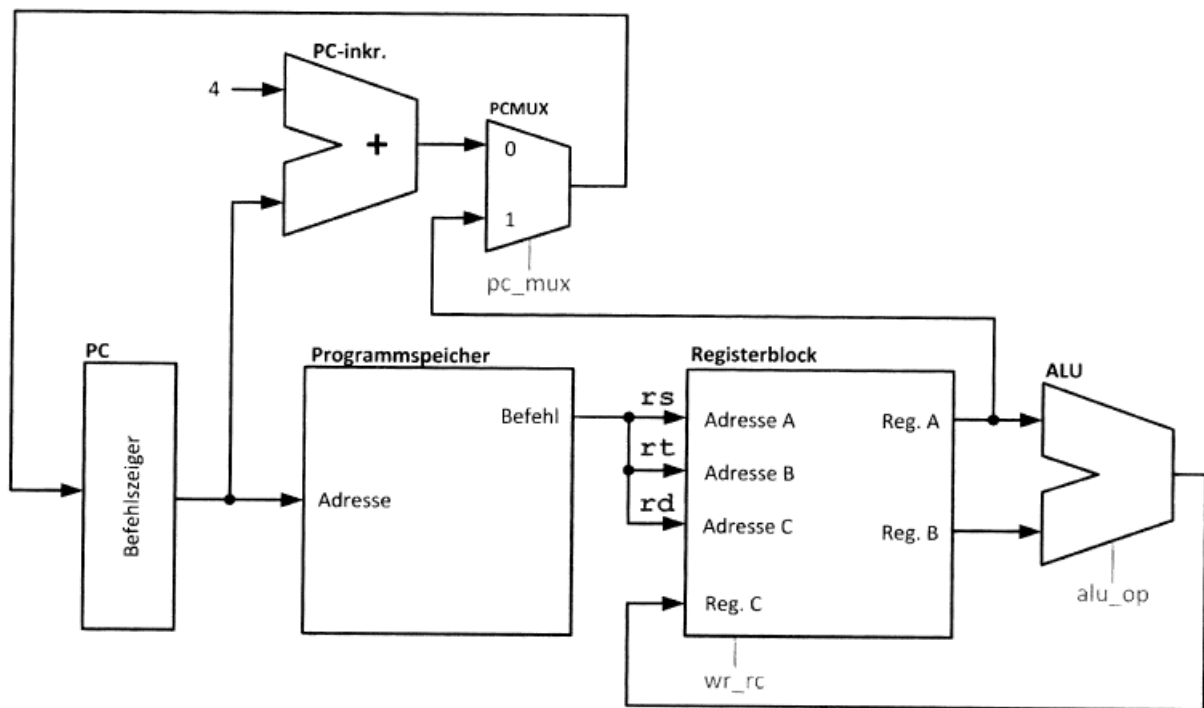 PC-inkr.
4
+
PCMUX
0
1
pc_mux
PC
Befehlszeiger
Programmspeicher
Befehl
Adresse
rs
rt
rd
Registerblock
Adresse A
Adresse B
Adresse C
Reg. C
Reg. A
Reg. B
wr_rc
ALU
alu_op